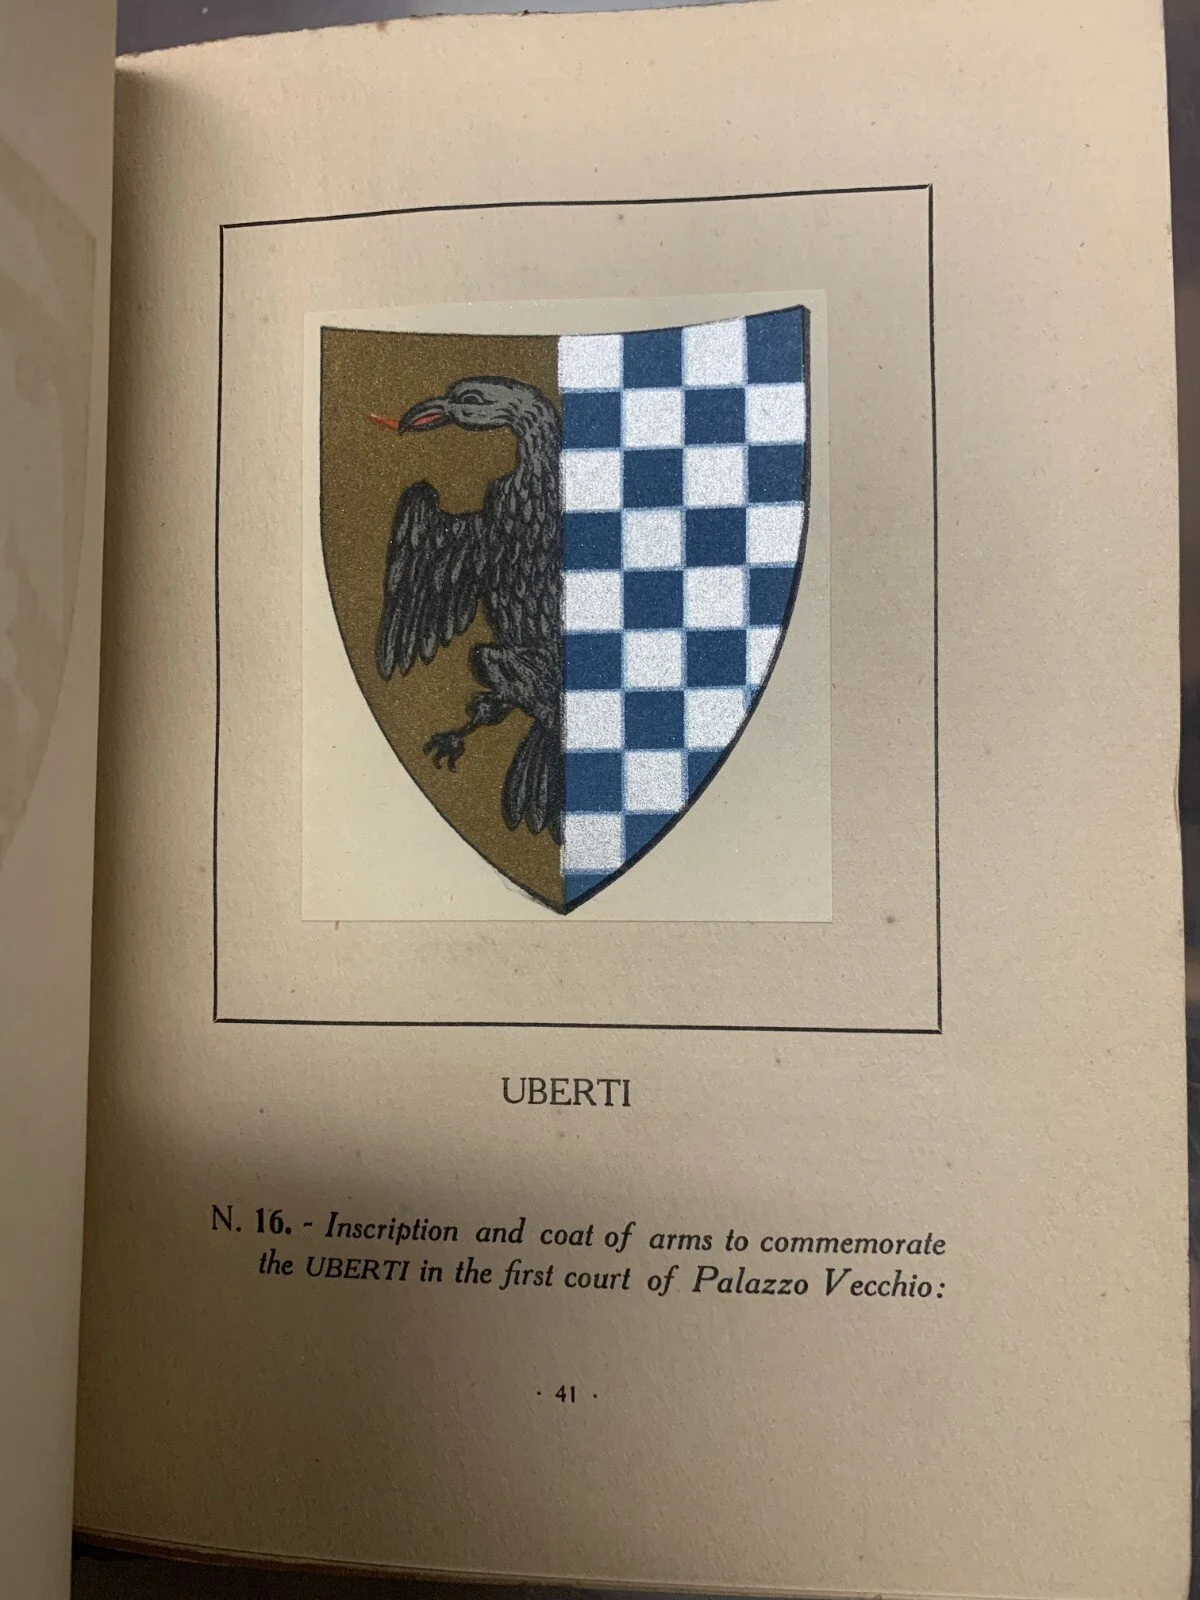 UBERTI
N. 16. - Inscription and coat of arms to commemorate
the UBERTI in the first court of Palazzo Vecchio:
· 41 ·